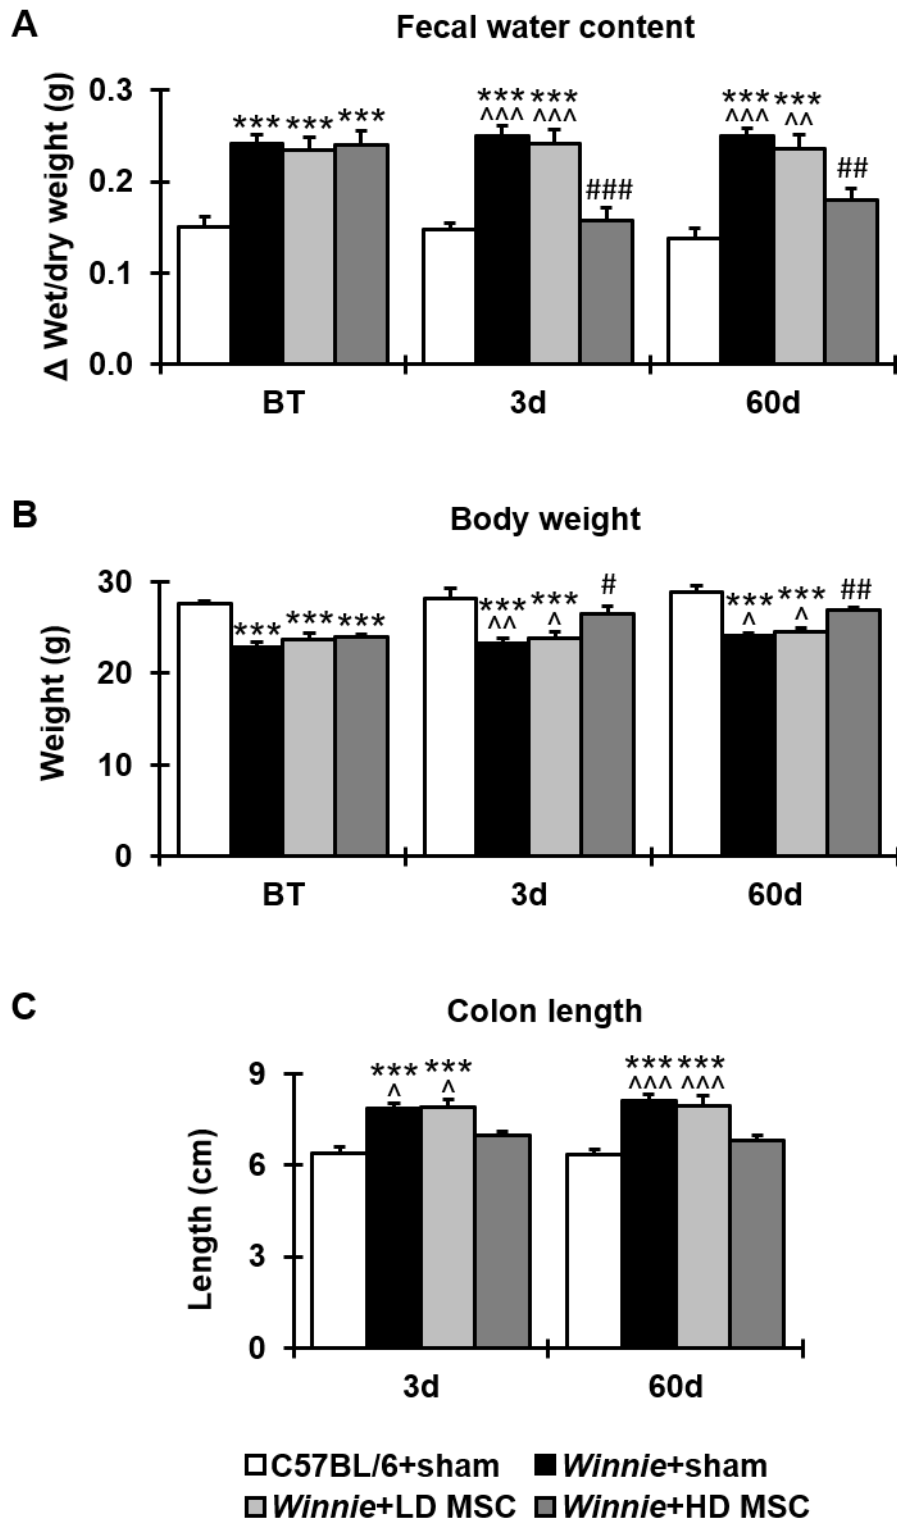 A
Fecal water content
Δ Wet/dry weight (g)
0.3
0.2
0.1
0.0
*** *** ***
*** ***
^^^ ^^^
###
*** ***
^^^ ^^
##
BT 3d 60d
B
Body weight
Weight (g)
30
20
10
0
*** *** ***
*** ***
^^ ^
#
*** ***
^ ^
##
BT 3d 60d
C
Colon length
Length (cm)
9
6
3
0
*** ***
^ ^
*** ***
^^^ ^^^
3d 60d
C57BL/6+sham Winnie+sham
Winnie+LD MSC Winnie+HD MSC